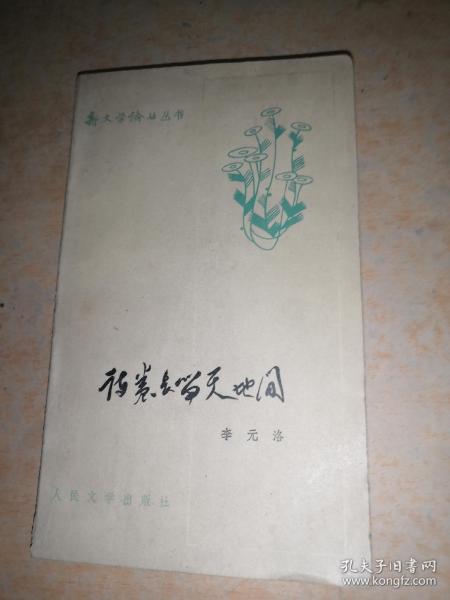 新文学论丛丛书
诗卷长留天地间
李元洛
人民文学出版社
孔夫子旧书网
www.kongfz.com